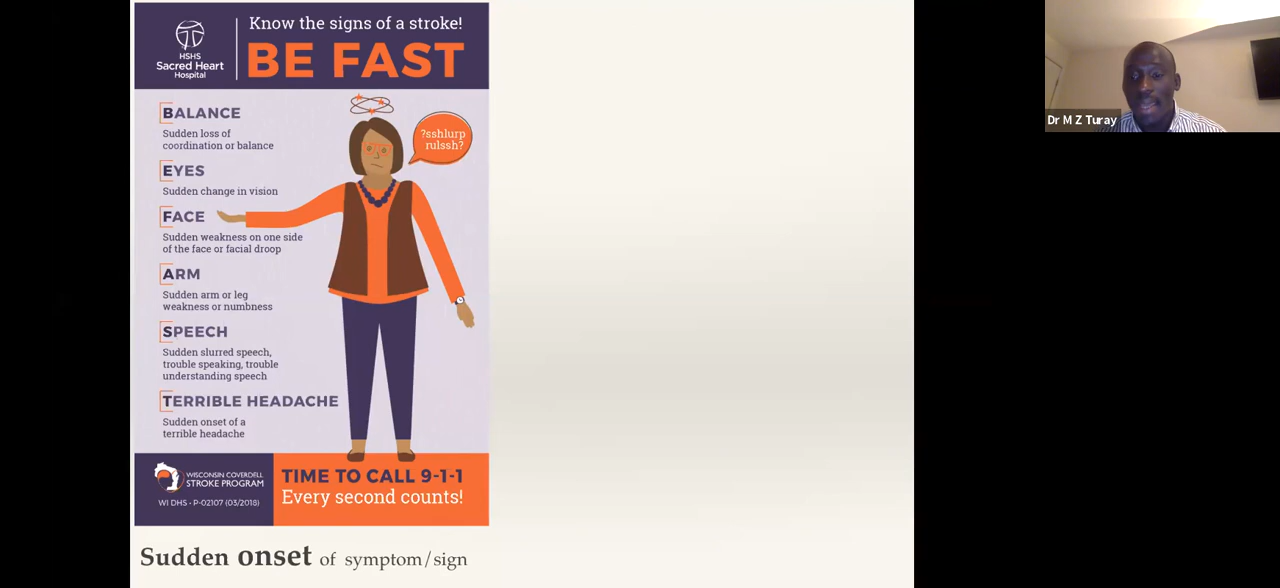 Know the signs of a stroke!
BE FAST
HSHS
Sacred Heart
Hospital
BALANCE
Sudden loss of
coordination or balance
EYES
Sudden change in vision
FACE
Sudden weakness on one side
of the face or facial droop
ARM
Sudden arm or leg
weakness or numbness
SPEECH
Sudden slurred speech,
trouble speaking, trouble
understanding speech
TERRIBLE HEADACHE
Sudden onset of a
terrible headache
?sshlurp
rulssh?
WISCONSIN COVERDELL
STROKE PROGRAM
WI DHS • P-02107 (03/2018)
TIME TO CALL 9-1-1
Every second counts!
Sudden onset of symptom/sign
Dr M Z Turay